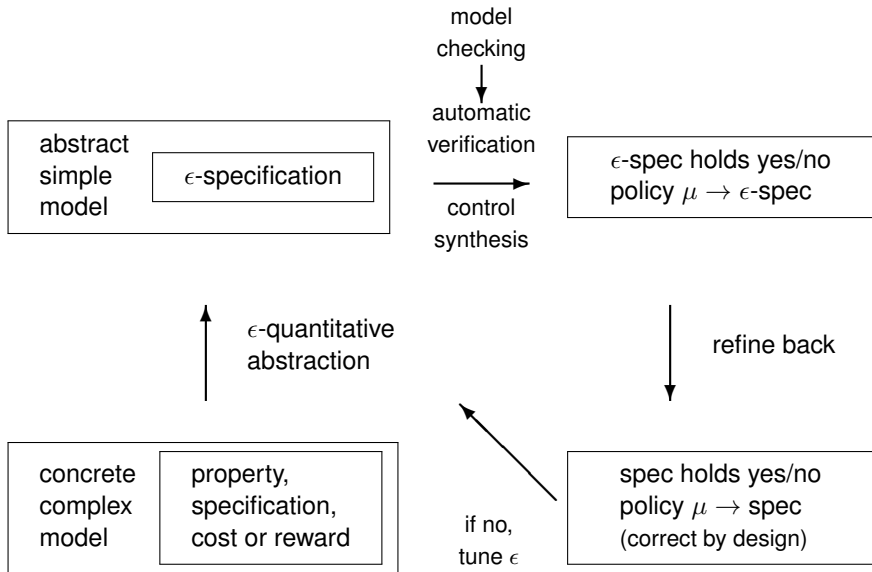 model
checking
automatic
verification
abstract
simple
model
ϵ-specification
control
synthesis
ϵ-spec holds yes/no
policy μ → ϵ-spec
ϵ-quantitative
abstraction
refine back
concrete
complex
model
property,
specification,
cost or reward
if no,
tune ϵ
spec holds yes/no
policy μ → spec
(correct by design)